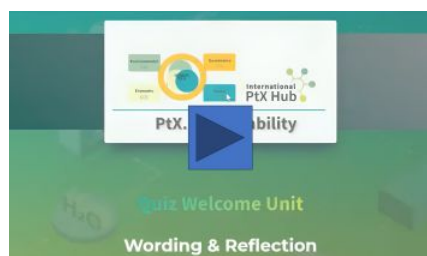 International
PtX Hub
PtX. ability
Quiz Welcome Unit
Wording & Reflection